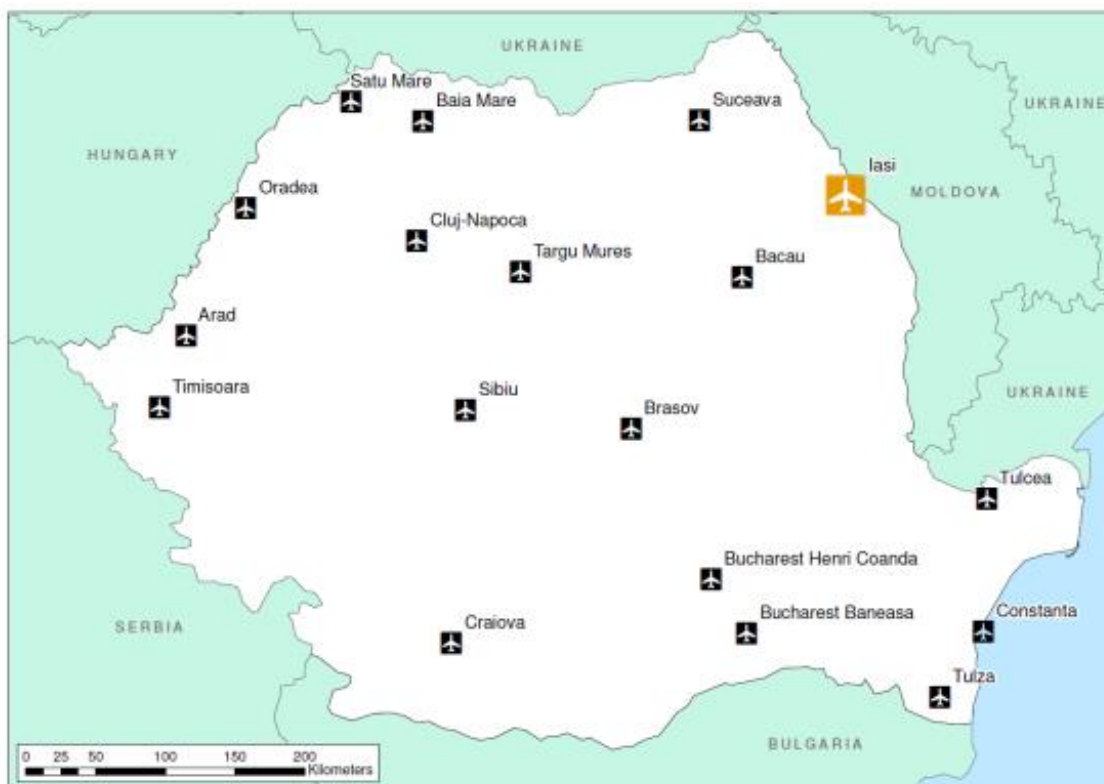 UKRAINE
Satu Mare
Baia Mare
Suceava
UKRAINE
HUNGARY
Iasi
Oradea
MOLDOVA
Cluj-Napoca
Targu Mures
Bacau
Arad
Timisoara
Sibiu
Brasov
UKRAINE
Tulcea
Bucharest Henri Coanda
Bucharest Baneasa
Constanta
SERBIA
Craiova
Tulza
BULGARIA
0 25 50 100 150 200
Kilometers